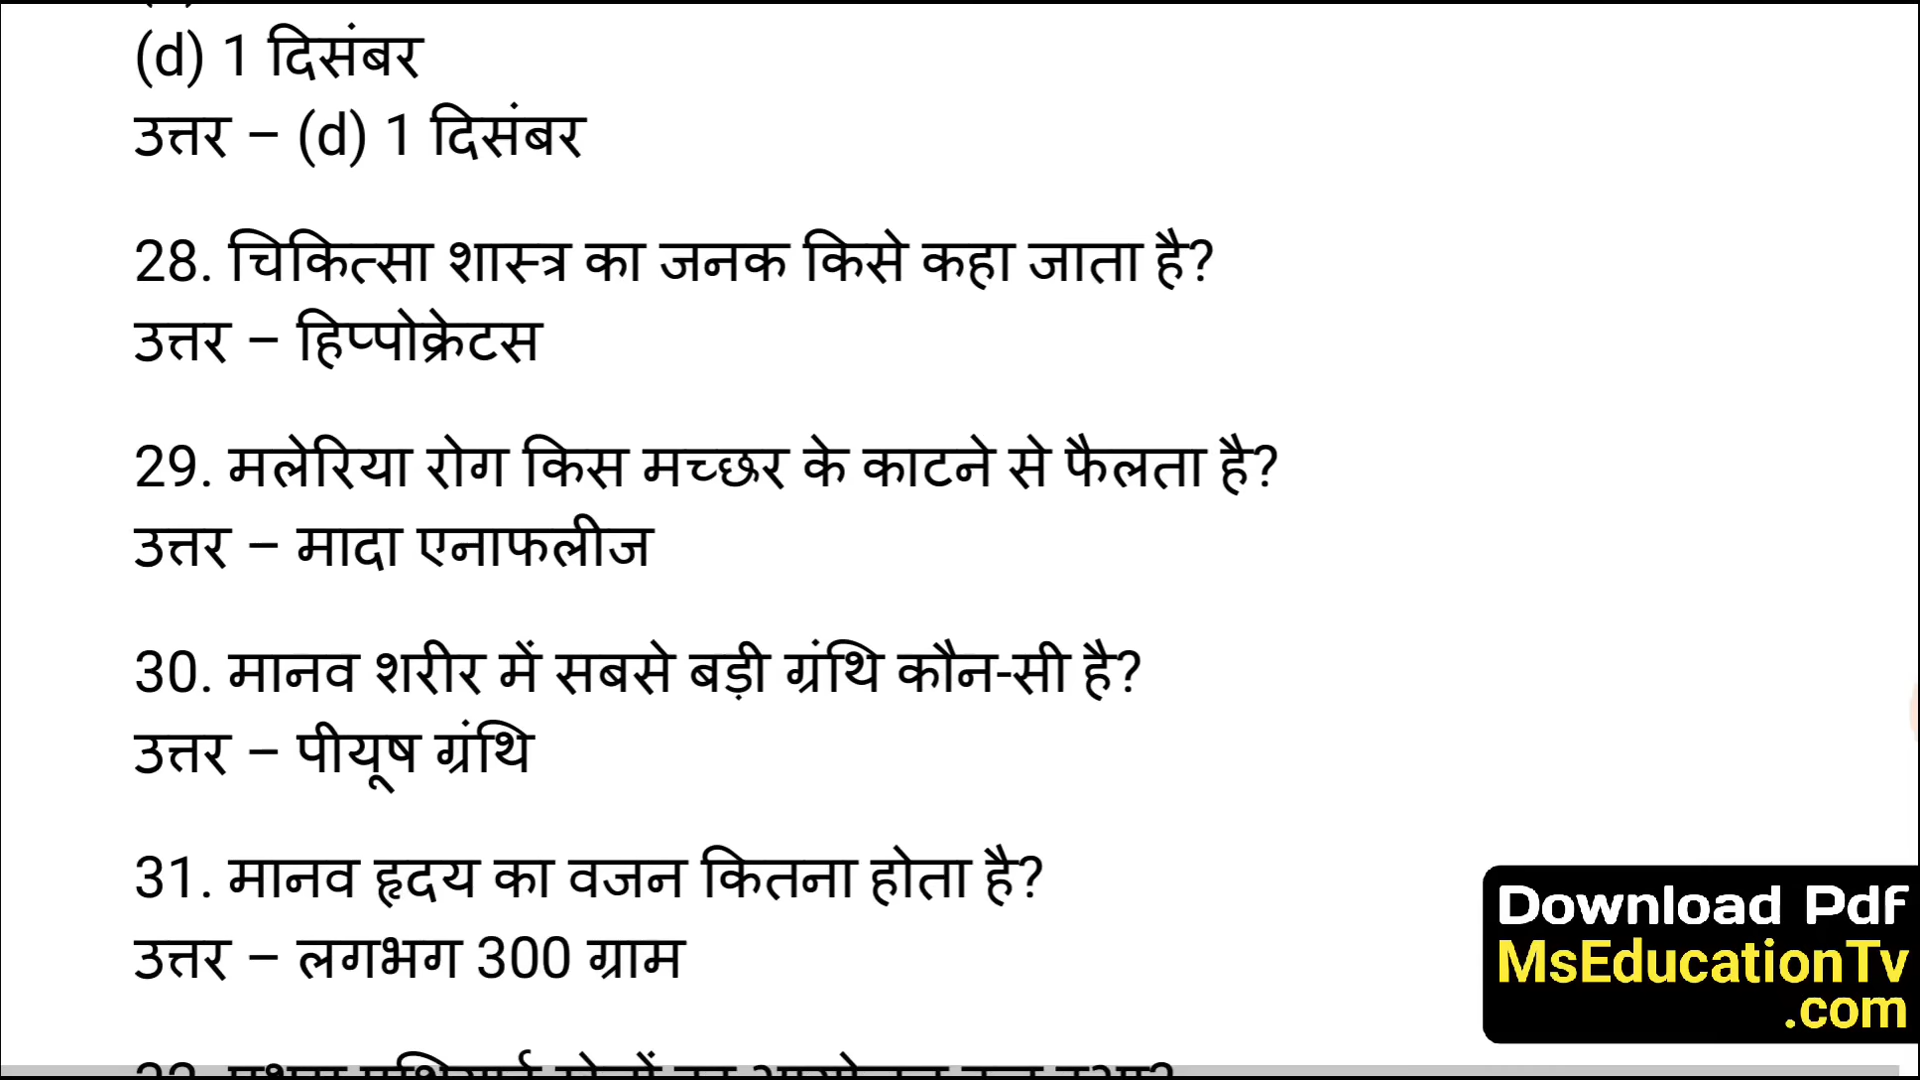 (d) 1 दिसंबर
उत्तर – (d) 1 दिसंबर
28. चिकित्सा शास्त्र का जनक किसे कहा जाता है?
उत्तर – हिप्पोक्रेटस
29. मलेरिया रोग किस मच्छर के काटने से फैलता है?
उत्तर – मादा एनाफलीज
30. मानव शरीर में सबसे बड़ी ग्रंथि कौन-सी है?
उत्तर – पीयूष ग्रंथि
31. मानव हृदय का वजन कितना होता है?
उत्तर – लगभग 300 ग्राम
Download Pdf
MsEducationTv
.com